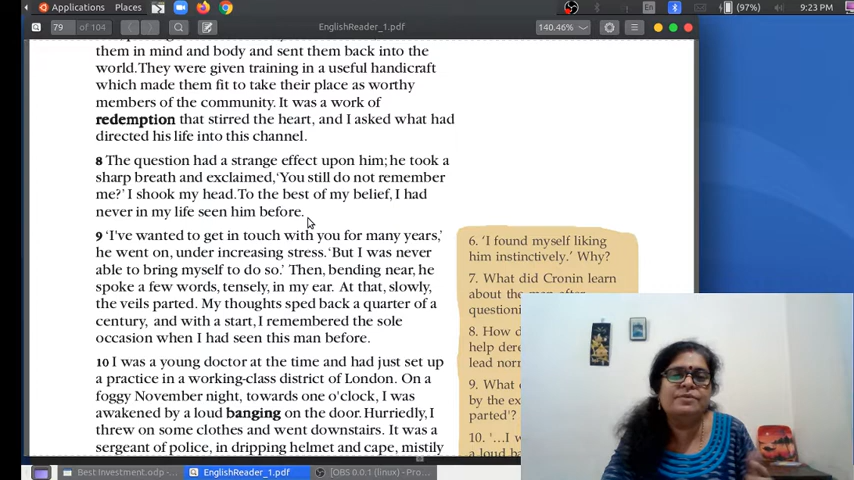 Applications Places
En (97%) 9:23 PM
79 of 104 EnglishReader_1.pdf 140.46%
them in mind and body and sent them back into the
world. They were given training in a useful handicraft
which made them fit to take their place as worthy
members of the community. It was a work of
redemption that stirred the heart, and I asked what had
directed his life into this channel.
8 The question had a strange effect upon him; he took a
sharp breath and exclaimed, 'You still do not remember
me?' I shook my head. To the best of my belief, I had
never in my life seen him before.
9 'I've wanted to get in touch with you for many years,'
he went on, under increasing stress. 'But I was never
able to bring myself to do so.' Then, bending near, he
spoke a few words, tensely, in my ear. At that, slowly,
the veils parted. My thoughts sped back a quarter of a
century, and with a start, I remembered the sole
occasion when I had seen this man before.
10 I was a young doctor at the time and had just set up
a practice in a working-class district of London. On a
foggy November night, towards one o'clock, I was
awakened by a loud banging on the door. Hurriedly, I
threw on some clothes and went downstairs. It was a
sergeant of police, in dripping helmet and cape, mistily
6. 'I found myself liking
him instinctively.' Why?
7. What did Cronin learn
about the man after
questioni
8. How d
help dere
lead norm
9. What
by the ex
parted'?
10. '...I w
a loud ba
Best Investment.odp - ... EnglishReader_1.pdf OBS 0.0.1 (linux) - Pro...